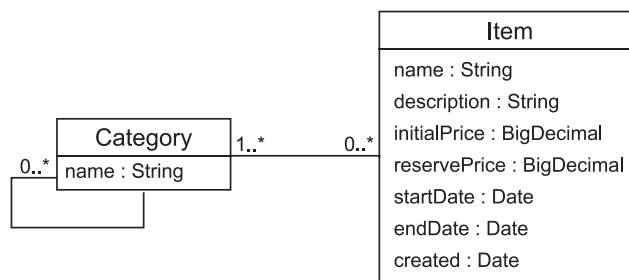 Item
name : String
description : String
initialPrice : BigDecimal
reservePrice : BigDecimal
startDate : Date
endDate : Date
created : Date
Category
name : String
0..*
1..*
0..*